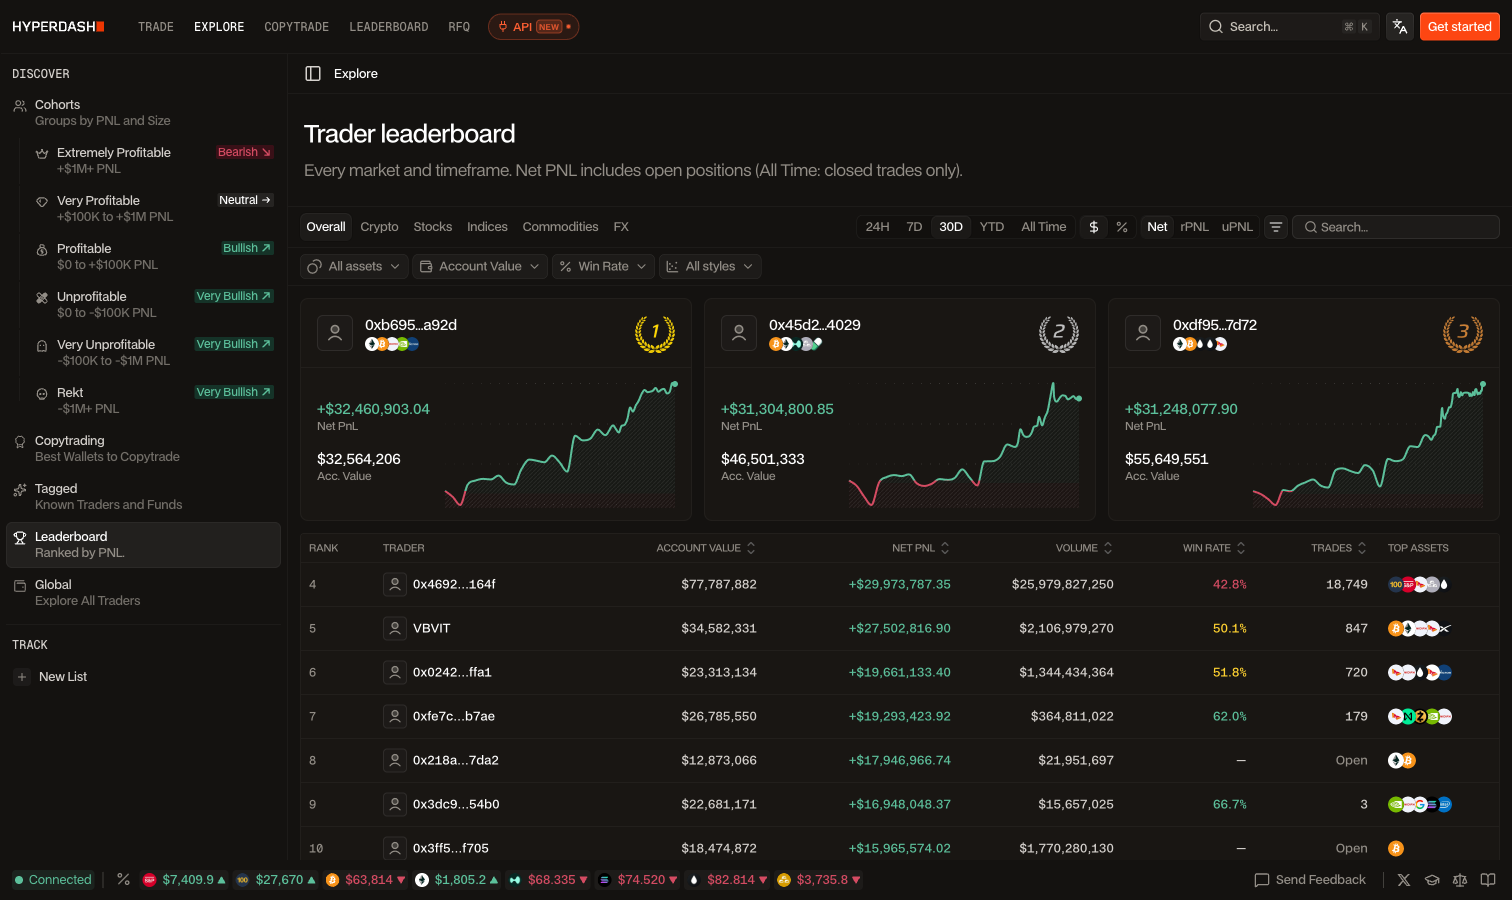 HYPERDASH
TRADE EXPLORE COPYTRADE LEADERBOARD RFQ API NEW
Search... ⌘ K
Get started
DISCOVER
Cohorts
Groups by PNL and Size
Extremely Profitable Bearish ↘
+$1M+ PNL
Very Profitable Neutral →
+$100K to +$1M PNL
Profitable Bullish ↗
$0 to +$100K PNL
Unprofitable Very Bullish ↗
$0 to -$100K PNL
Very Unprofitable Very Bullish ↗
-$100K to -$1M PNL
Rekt Very Bullish ↗
-$1M+ PNL
Copytrading
Best Wallets to Copytrade
Tagged
Known Traders and Funds
Leaderboard
Ranked by PNL.
Global
Explore All Traders
TRACK
+ New List
Explore
Trader leaderboard
Every market and timeframe. Net PNL includes open positions (All Time: closed trades only).
Overall Crypto Stocks Indices Commodities FX
24H 7D 30D YTD All Time $ % Net rPNL uPNL Search...
All assets Account Value % Win Rate All styles
0xb695...a92d 1
+$32,460,903.04
Net PnL
$32,564,206
Acc. Value
0x45d2...4029 2
+$31,304,800.85
Net PnL
$46,501,333
Acc. Value
0xdf95...7d72 3
+$31,248,077.90
Net PnL
$55,649,551
Acc. Value
RANK TRADER ACCOUNT VALUE NET PNL VOLUME WIN RATE TRADES TOP ASSETS
4 0x4692...164f $77,787,882 +$29,973,787.35 $25,979,827,250 42.8% 18,749 100 S&P
5 VBVIT $34,582,331 +$27,502,816.90 $2,106,979,270 50.1% 847
6 0x0242...ffa1 $23,313,134 +$19,661,133.40 $1,344,434,364 51.8% 720
7 0xfe7c...b7ae $26,785,550 +$19,293,423.92 $364,811,022 62.0% 179
8 0x218a...7da2 $12,873,066 +$17,946,966.74 $21,951,697 — Open
9 0x3dc9...54b0 $22,681,171 +$16,948,048.37 $15,657,025 66.7% 3
10 0x3ff5...f705 $18,474,872 +$15,965,574.02 $1,770,280,130 — Open
Connected % $7,409.9 ▲ 100 $27,670 ▲ $63,814 ▼ $1,805.2 ▲ $68.335 ▼ $74.520 ▼ $82.814 ▼ $3,735.8 ▼
Send Feedback